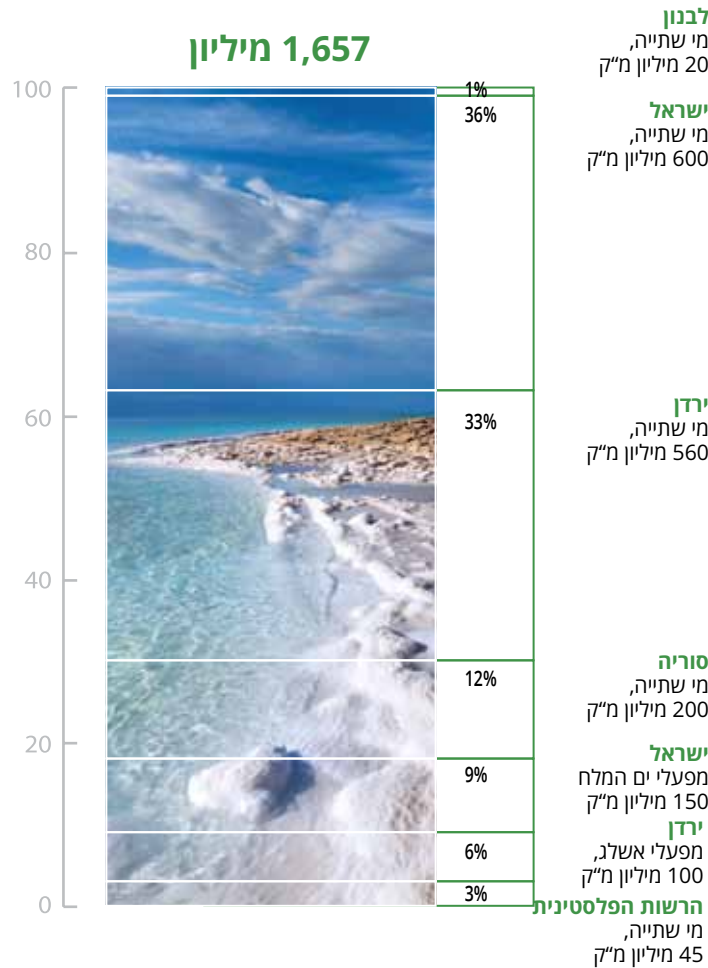 1,657 מיליון
100
80
60
40
20
0
1%
36%
33%
12%
9%
6%
3%
לבנון
מי שתייה,
20 מיליון מ“ק
ישראל
מי שתייה,
600 מיליון מ“ק
ירדן
מי שתייה,
560 מיליון מ“ק
סוריה
מי שתייה,
200 מיליון מ“ק
ישראל
מפעלי ים המלח
150 מיליון מ“ק
ירדן
מפעלי אשלג,
100 מיליון מ“ק
הרשות הפלסטינית
מי שתייה,
45 מיליון מ“ק